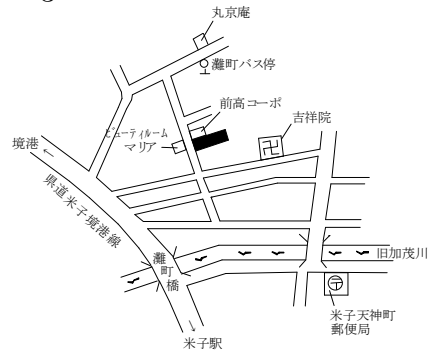 丸京庵
灘町バス停
前高コーポ
ビューティルーム
マリア
吉祥院
卍
境港
←
県道米子境港線
灘町橋
旧加茂川
〒
米子天神町
郵便局
↓
米子駅